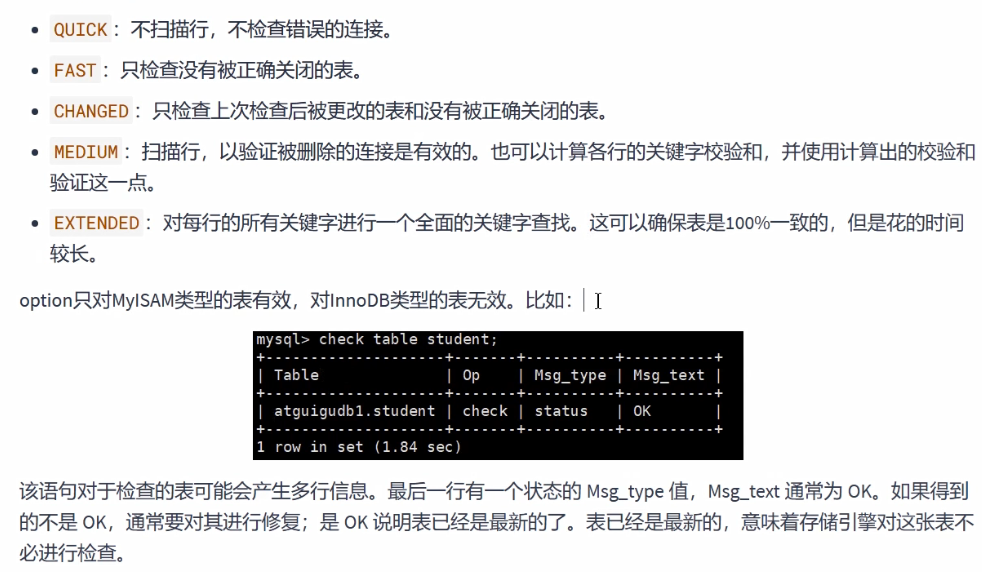 • QUICK：不扫描行，不检查错误的连接。
• FAST：只检查没有被正确关闭的表。
• CHANGED：只检查上次检查后被更改的表和没有被正确关闭的表。
• MEDIUM：扫描行，以验证被删除的连接是有效的。也可以计算各行的关键字校验和，并使用计算出的校验和
验证这一点。
• EXTENDED：对每行的所有关键字进行一个全面的关键字查找。这可以确保表是100%一致的，但是花的时间
较长。
option只对MyISAM类型的表有效，对InnoDB类型的表无效。比如：
mysql> check table student;
+--------------------+-------+----------+----------+
| Table              | Op    | Msg_type | Msg_text |
+--------------------+-------+----------+----------+
| atguigudb1.student | check | status   | OK       |
+--------------------+-------+----------+----------+
1 row in set (1.84 sec)
该语句对于检查的表可能会产生多行信息。最后一行有一个状态的 Msg_type 值，Msg_text 通常为 OK。如果得到
的不是 OK，通常要对其进行修复；是 OK 说明表已经是最新的了。表已经是最新的，意味着存储引擎对这张表不
必进行检查。